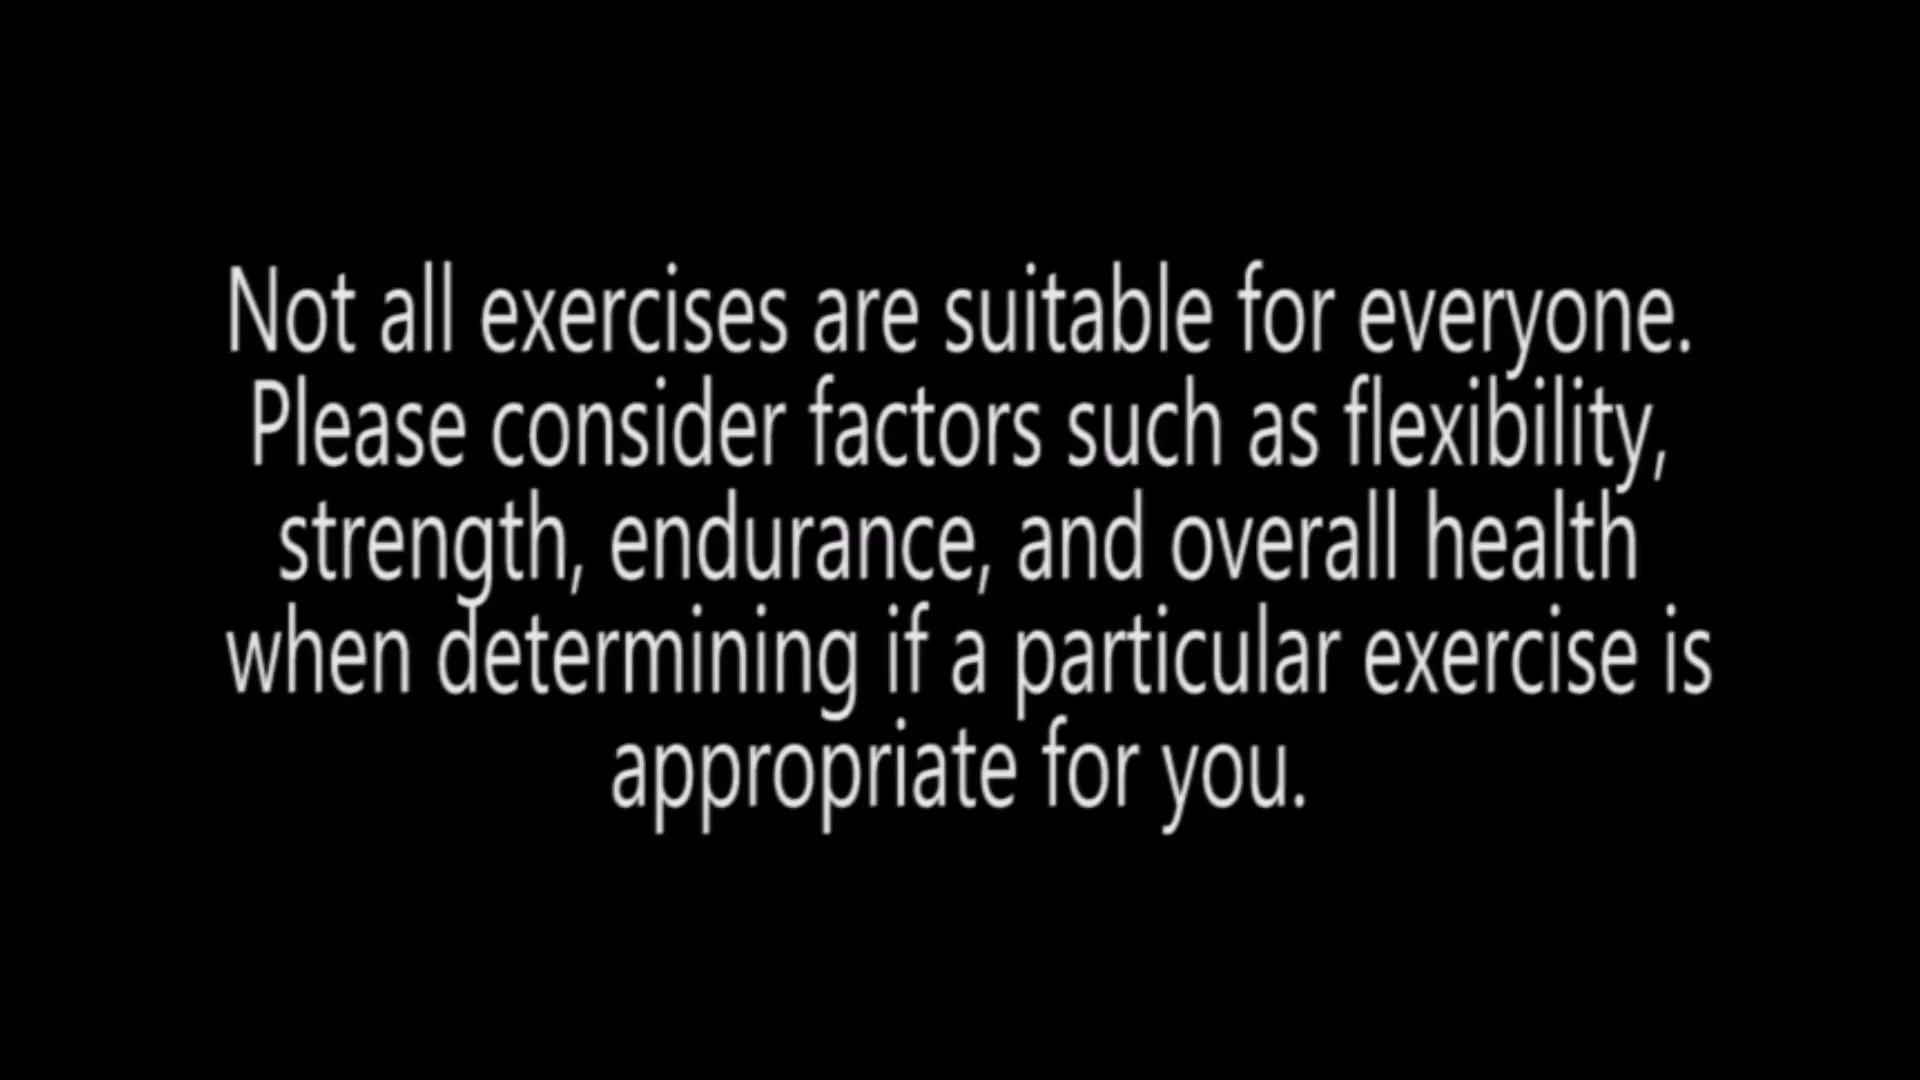 Not all exercises are suitable for everyone.
Please consider factors such as flexibility,
strength, endurance, and overall health
when determining if a particular exercise is
appropriate for you.